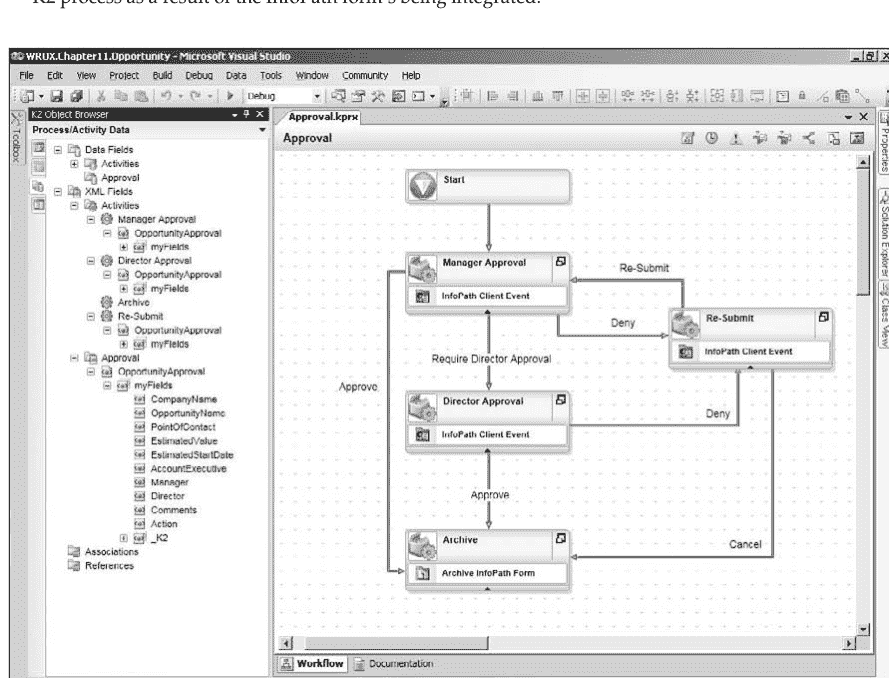 K2 process as a result of the InfoPath form's being integrated.
WRUX.Chapter11.Opportunity - Microsoft Visual Studio
File Edit View Project Build Debug Data Tools Window Community Help
Debug
K2 Object Browser
Process/Activity Data
Data Fields
Activities
Approval
XML Fields
Activities
Manager Approval
OpportunityApproval
myFields
Director Approval
OpportunityApproval
myFields
Archive
Re-Submit
OpportunityApproval
myFields
Approval
OpportunityApproval
myFields
CompanyName
OpportunityName
PointOfContact
EstimatedValue
EstimatedStartDate
AccountExecutive
Manager
Director
Comments
Action
_K2
Associations
References
Toolbox
Approval.kprx
Approval
Start
Manager Approval
InfoPath Client Event
Re-Submit
Deny
Re-Submit
InfoPath Client Event
Require Director Approval
Approve
Director Approval
InfoPath Client Event
Deny
Approve
Archive
Archive InfoPath Form
Cancel
Workflow Documentation
Properties
Solution Explorer
Class View